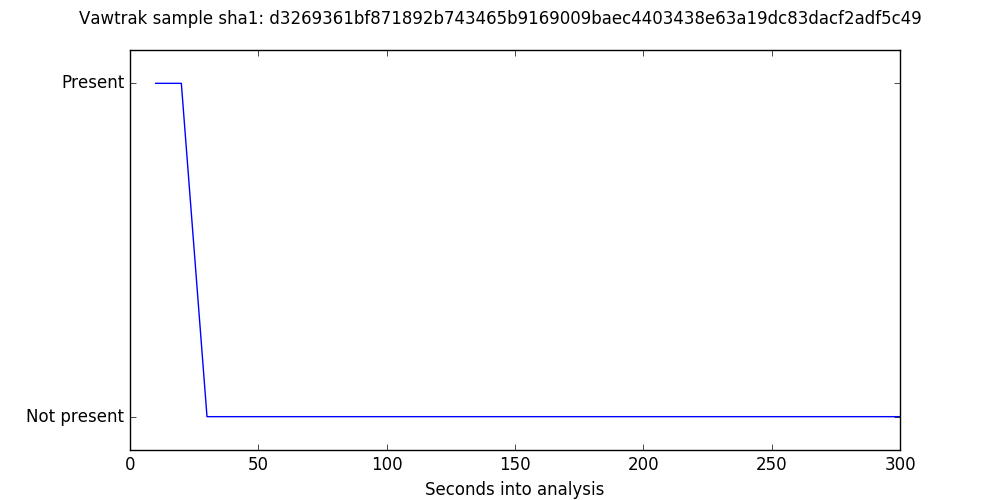 Vawtrak sample sha1: d3269361bf871892b743465b9169009baec4403438e63a19dc83dacf2adf5c49
Present
Not present
0 50 100 150 200 250 300
Seconds into analysis